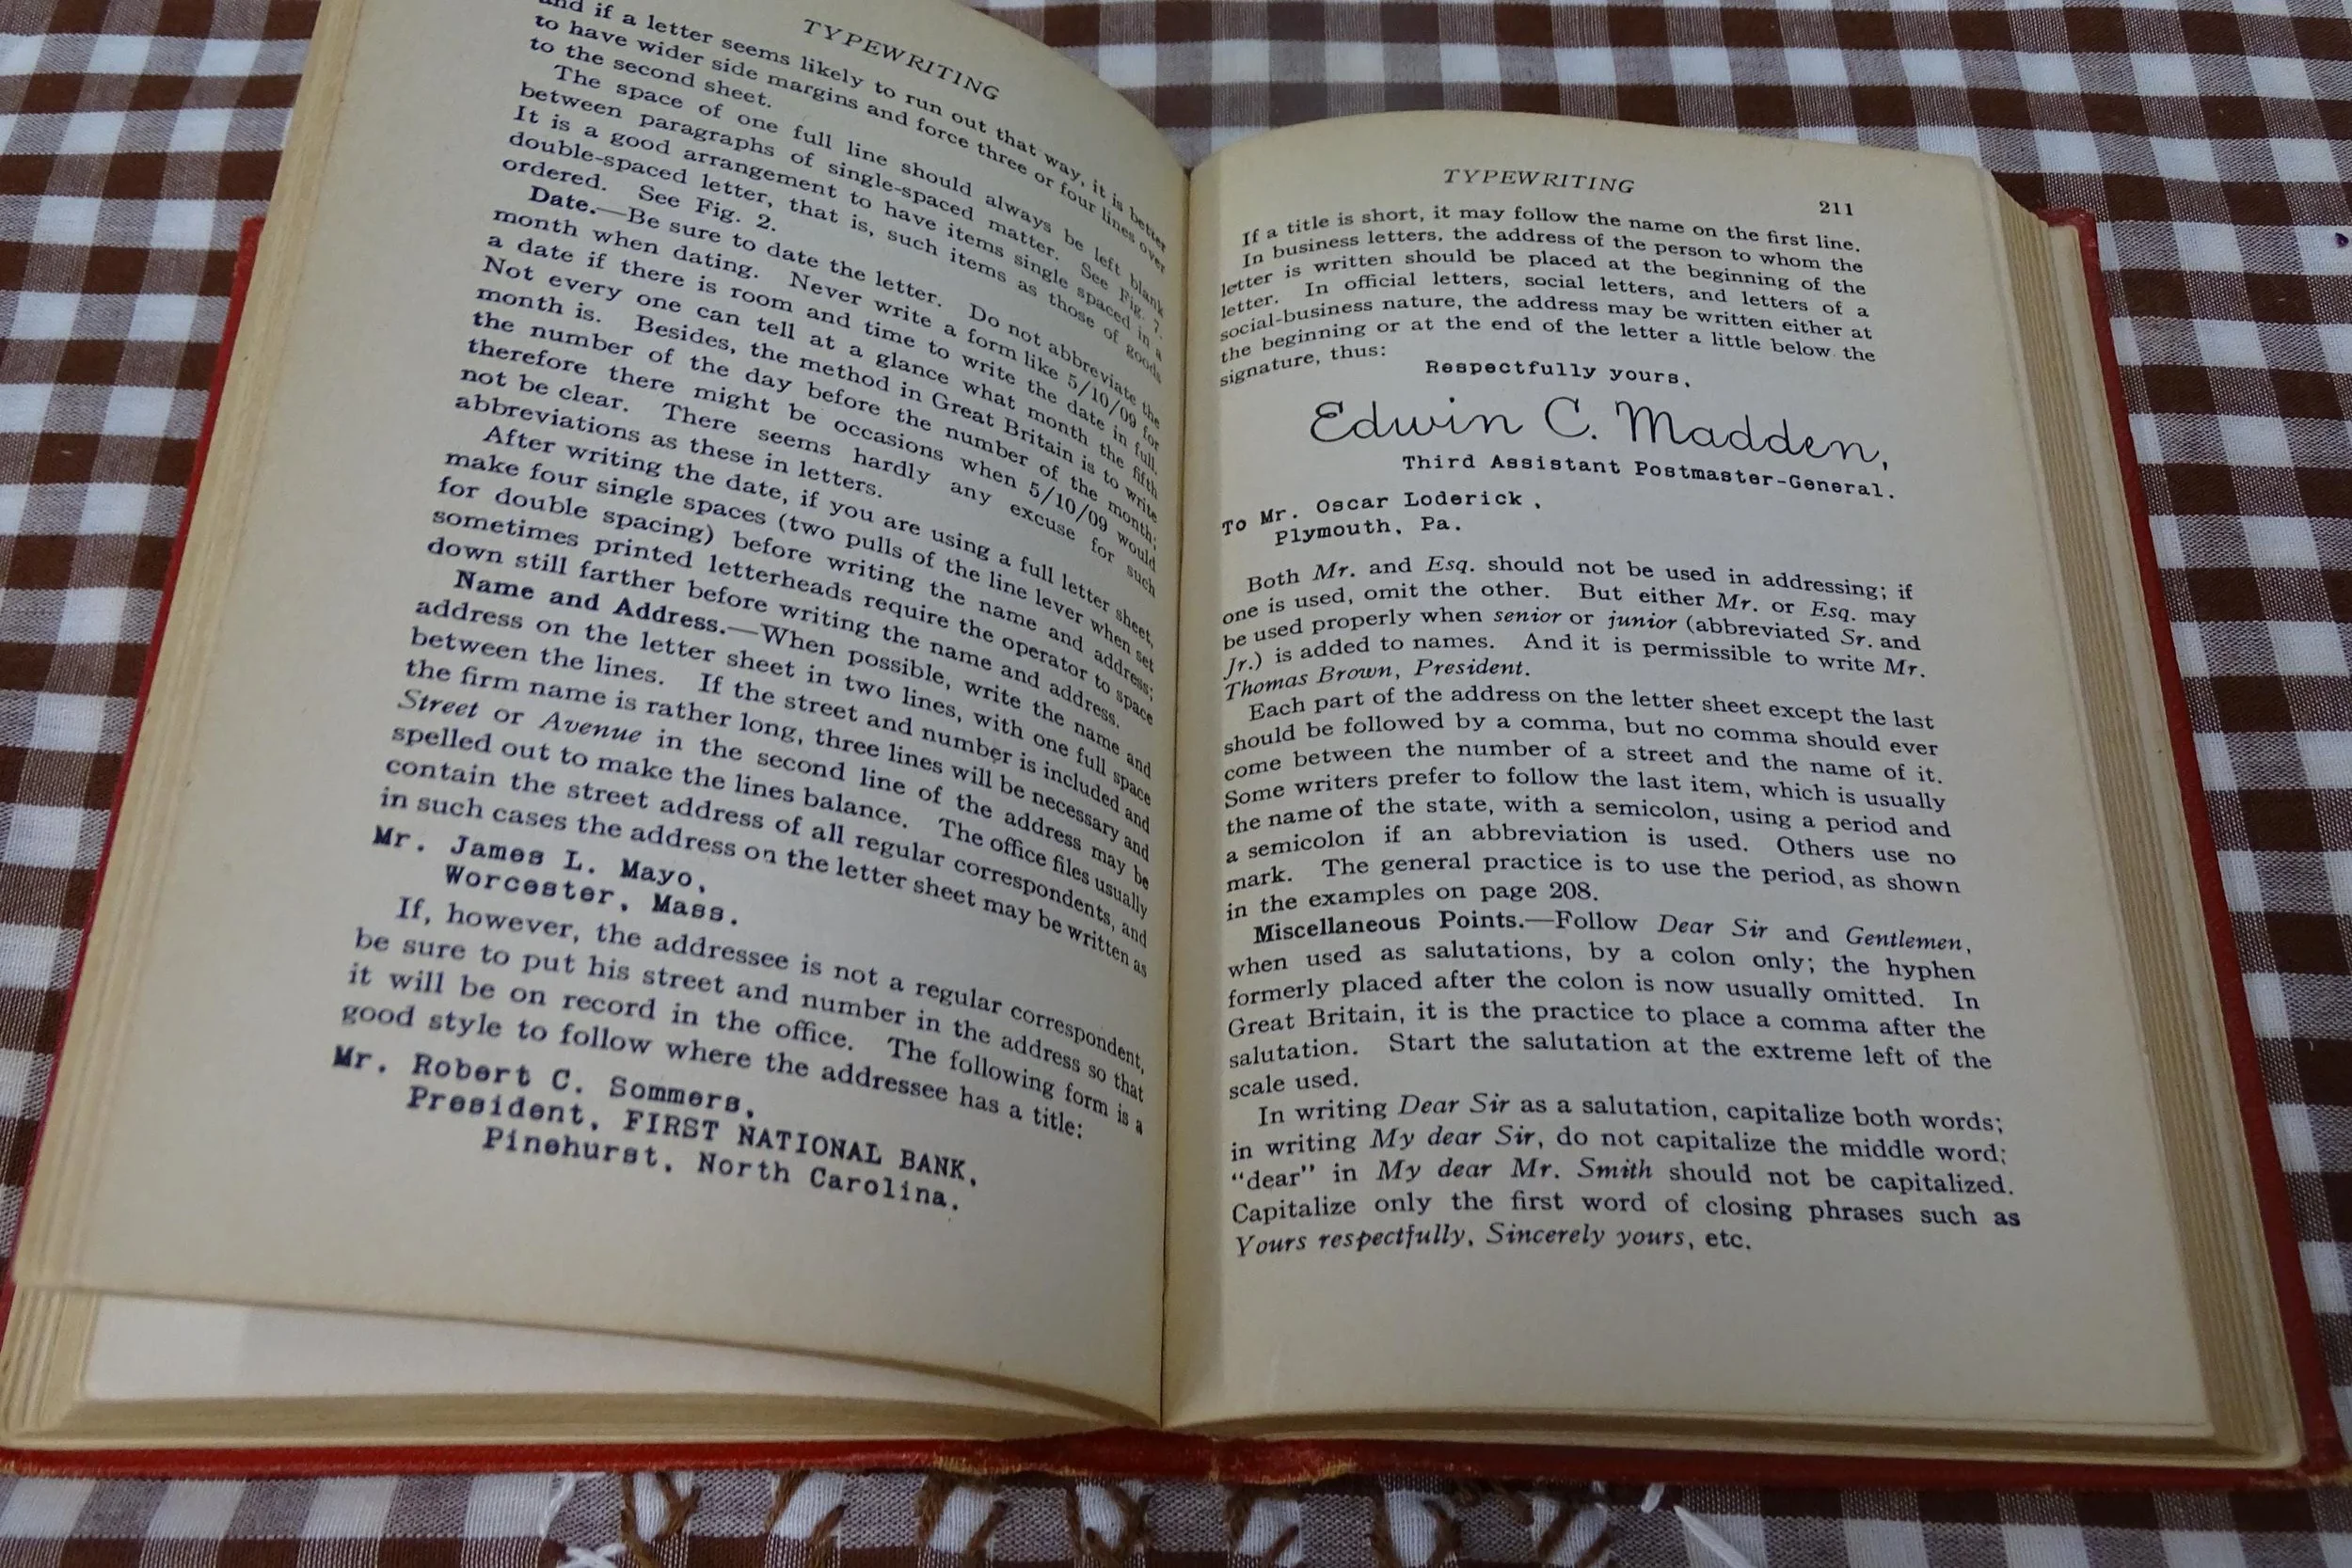 TYPEWRITING
and if a letter seems likely to run out that way, it is better
to have wider side margins and force three or four lines over
to the second sheet.
The space of one full line should always be left blank
between paragraphs of single-spaced matter. See Fig. 7.
It is a good arrangement to have items single spaced in a
double-spaced letter, that is, such items as those of goods
ordered. See Fig. 2.
Date.—Be sure to date the letter. Do not abbreviate the
month when dating. Never write a form like 5/10/09 for
a date if there is room and time to write the date in full.
Not every one can tell at a glance what month the fifth
month is. Besides, the method in Great Britain is to write
the number of the day before the number of the month;
therefore there might be occasions when 5/10/09 would
not be clear. There seems hardly any excuse for such
abbreviations as these in letters.
After writing the date, if you are using a full letter sheet,
make four single spaces (two pulls of the line lever when set
for double spacing) before writing the name and address;
sometimes printed letterheads require the operator to space
down still farther before writing the name and address.
Name and Address.—When possible, write the name and
address on the letter sheet in two lines, with one full space
between the lines. If the street and number is included and
the firm name is rather long, three lines will be necessary and
Street or Avenue in the second line of the address may be
spelled out to make the lines balance. The office files usually
contain the street address of all regular correspondents, and
in such cases the address on the letter sheet may be written as
Mr. James L. Mayo,
Worcester, Mass.
If, however, the addressee is not a regular correspondent,
be sure to put his street and number in the address so that
it will be on record in the office. The following form is a
good style to follow where the addressee has a title:
Mr. Robert C. Sommers,
President, FIRST NATIONAL BANK,
Pinehurst, North Carolina.
TYPEWRITING 211
If a title is short, it may follow the name on the first line.
In business letters, the address of the person to whom the
letter is written should be placed at the beginning of the
letter. In official letters, social letters, and letters of a
social-business nature, the address may be written either at
the beginning or at the end of the letter a little below the
signature, thus:
Respectfully yours,
Edwin C. Madden,
Third Assistant Postmaster-General.
To Mr. Oscar Loderick,
Plymouth, Pa.
Both Mr. and Esq. should not be used in addressing; if
one is used, omit the other. But either Mr. or Esq. may
be used properly when senior or junior (abbreviated Sr. and
Jr.) is added to names. And it is permissible to write Mr.
Thomas Brown, President.
Each part of the address on the letter sheet except the last
should be followed by a comma, but no comma should ever
come between the number of a street and the name of it.
Some writers prefer to follow the last item, which is usually
the name of the state, with a semicolon, using a period and
a semicolon if an abbreviation is used. Others use no
mark. The general practice is to use the period, as shown
in the examples on page 208.
Miscellaneous Points.—Follow Dear Sir and Gentlemen,
when used as salutations, by a colon only; the hyphen
formerly placed after the colon is now usually omitted. In
Great Britain, it is the practice to place a comma after the
salutation. Start the salutation at the extreme left of the
scale used.
In writing Dear Sir as a salutation, capitalize both words;
in writing My dear Sir, do not capitalize the middle word;
"dear" in My dear Mr. Smith should not be capitalized.
Capitalize only the first word of closing phrases such as
Yours respectfully, Sincerely yours, etc.